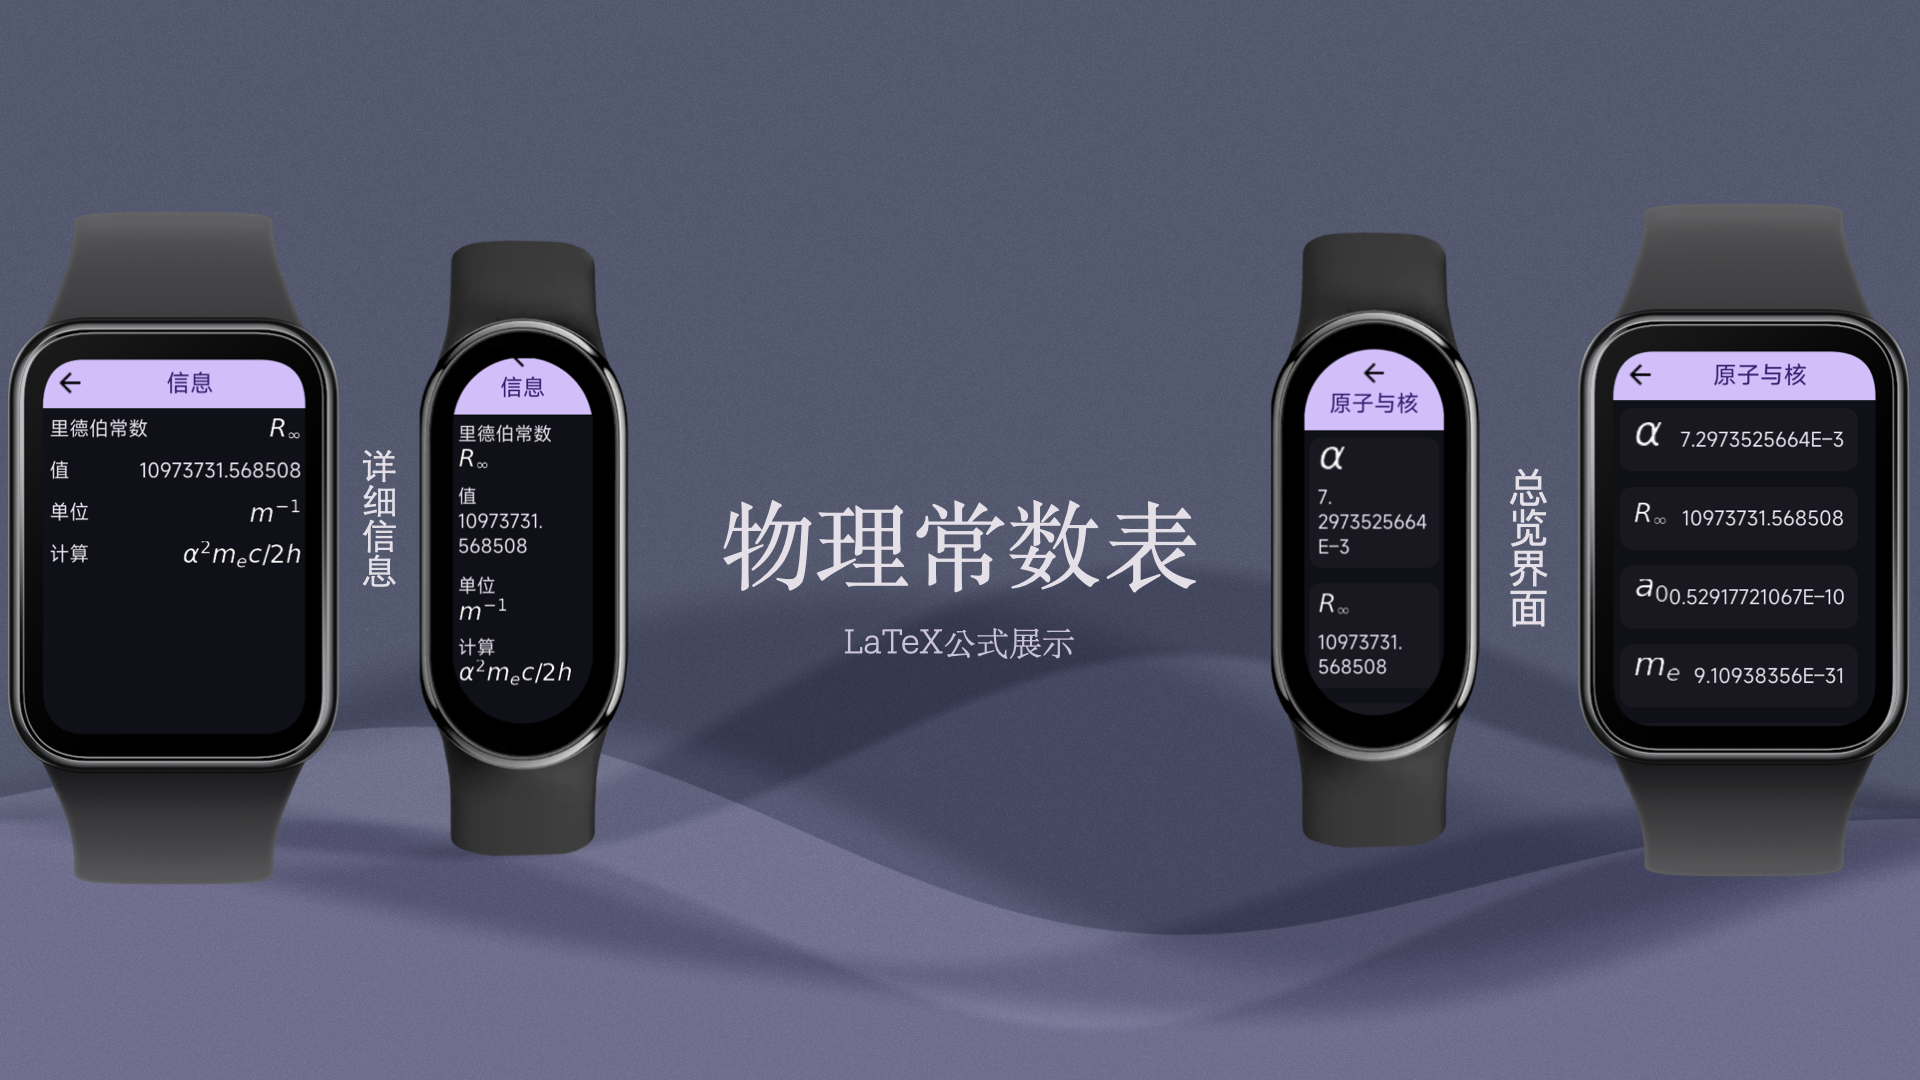 信息
里德伯常数 R∞
值 10973731.568508
单位 m⁻¹
计算 α²mₑc/2h
详细信息
信息
里德伯常数
R∞
值
10973731.
568508
单位
m⁻¹
计算
α²mₑc/2h
物理常数表
LaTeX公式展示
原子与核
α
7.
2973525664
E-3
R∞
10973731.
568508
总览界面
原子与核
α 7.2973525664E-3
R∞ 10973731.568508
a₀ 0.52917721067E-10
mₑ 9.10938356E-31